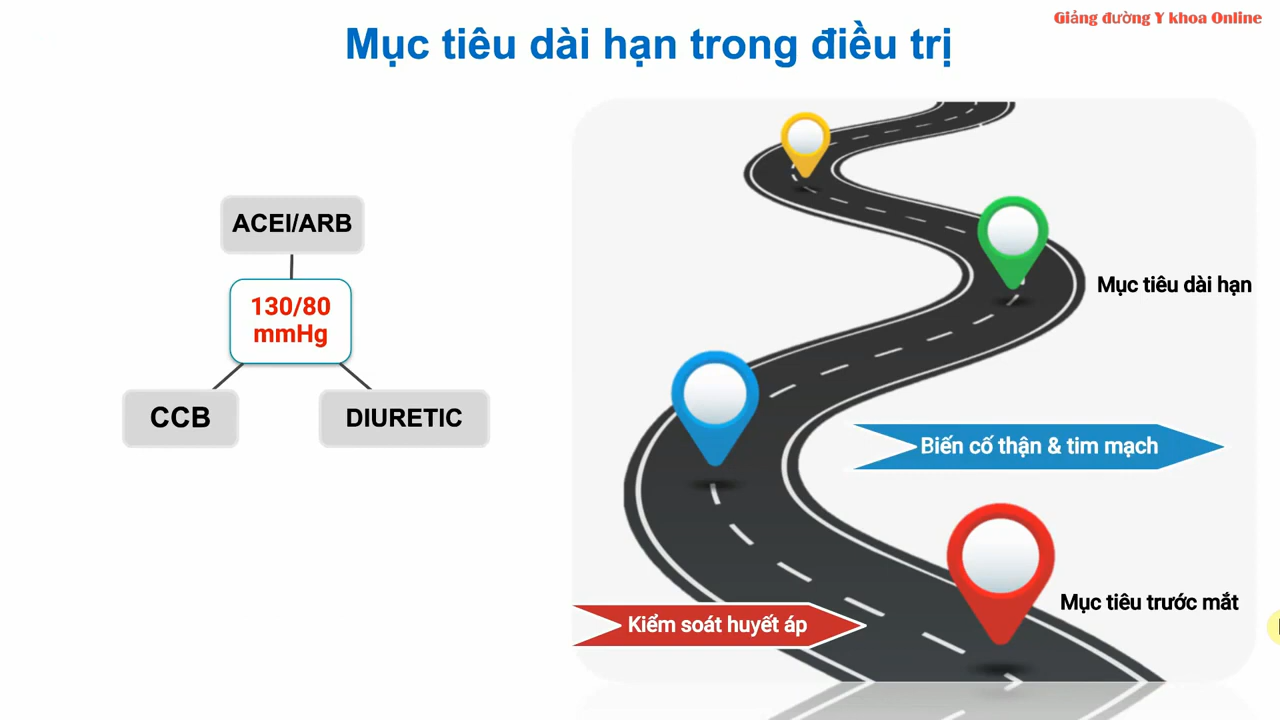 Giảng đường Y khoa Online
Mục tiêu dài hạn trong điều trị
ACEI/ARB
130/80
mmHg
CCB
DIURETIC
Mục tiêu dài hạn
Biến cố thận & tim mạch
Mục tiêu trước mắt
Kiểm soát huyết áp